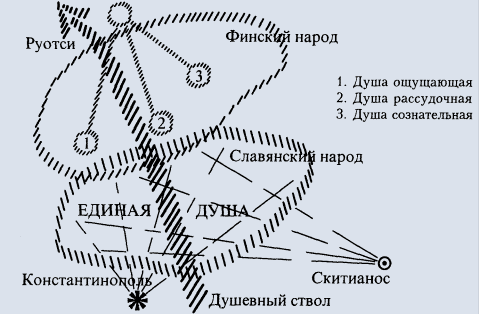 Руотси
Финский народ
1. Душа ощущающая
2. Душа рассудочная
3. Душа сознательная
3
2
1
Славянский народ
ЕДИНАЯ ДУША
Константинополь
Скитианос
Душевный ствол